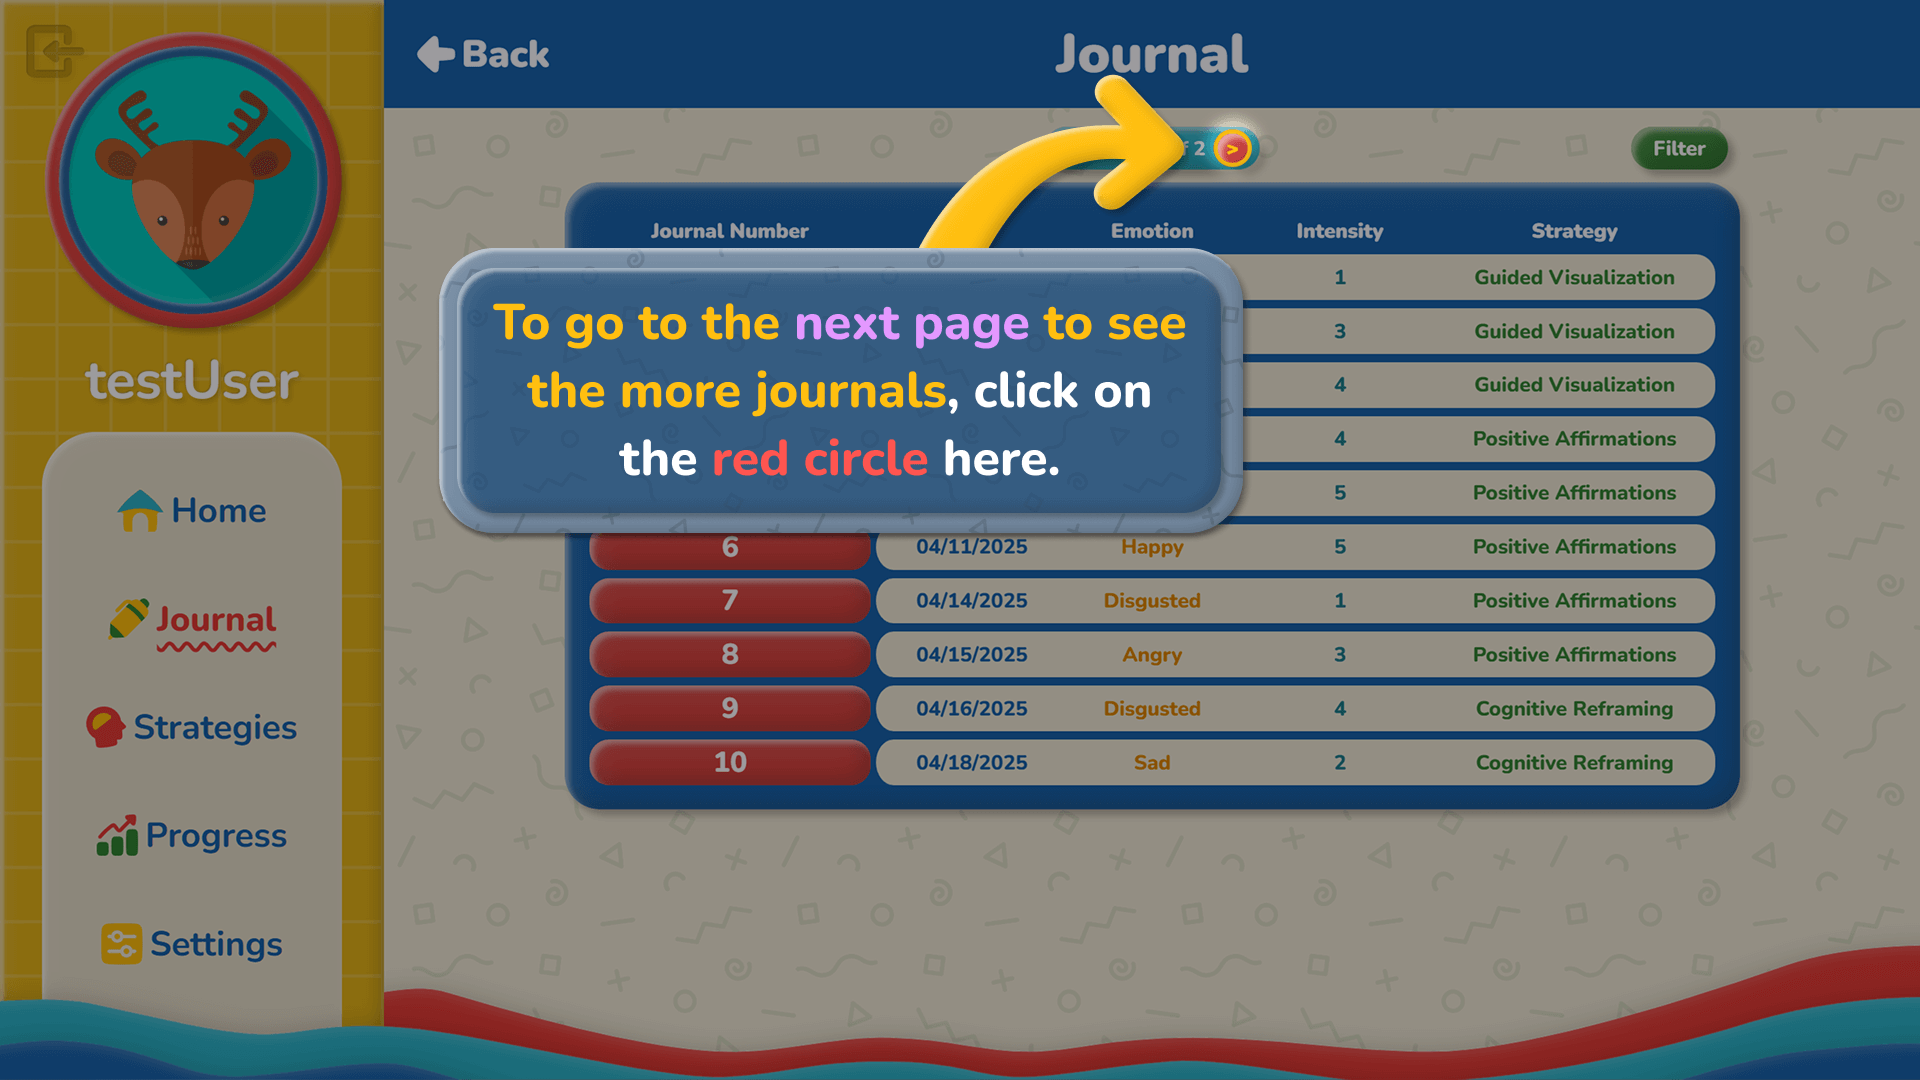 Back
Journal
testUser
Home
Journal
Strategies
Progress
Settings
2 >
Filter
Journal Number Emotion Intensity Strategy
To go to the next page to see
the more journals, click on
the red circle here.
1 Guided Visualization
3 Guided Visualization
4 Guided Visualization
4 Positive Affirmations
5 Positive Affirmations
6 04/11/2025 Happy 5 Positive Affirmations
7 04/14/2025 Disgusted 1 Positive Affirmations
8 04/15/2025 Angry 3 Positive Affirmations
9 04/16/2025 Disgusted 4 Cognitive Reframing
10 04/18/2025 Sad 2 Cognitive Reframing